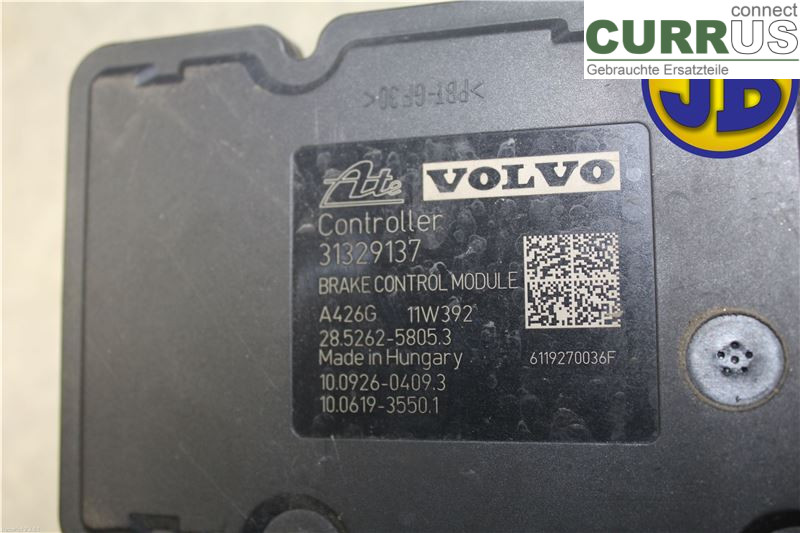 connect
CURRUS
Gebrauchte Ersatzteile
JB
>PBT-GF30<
Ate VOLVO
Controller
31329137
BRAKE CONTROL MODULE
A426G 11W392
28.5262-5805.3
Made in Hungary
6119270036F
10.0926-0409.3
10.0619-3550.1